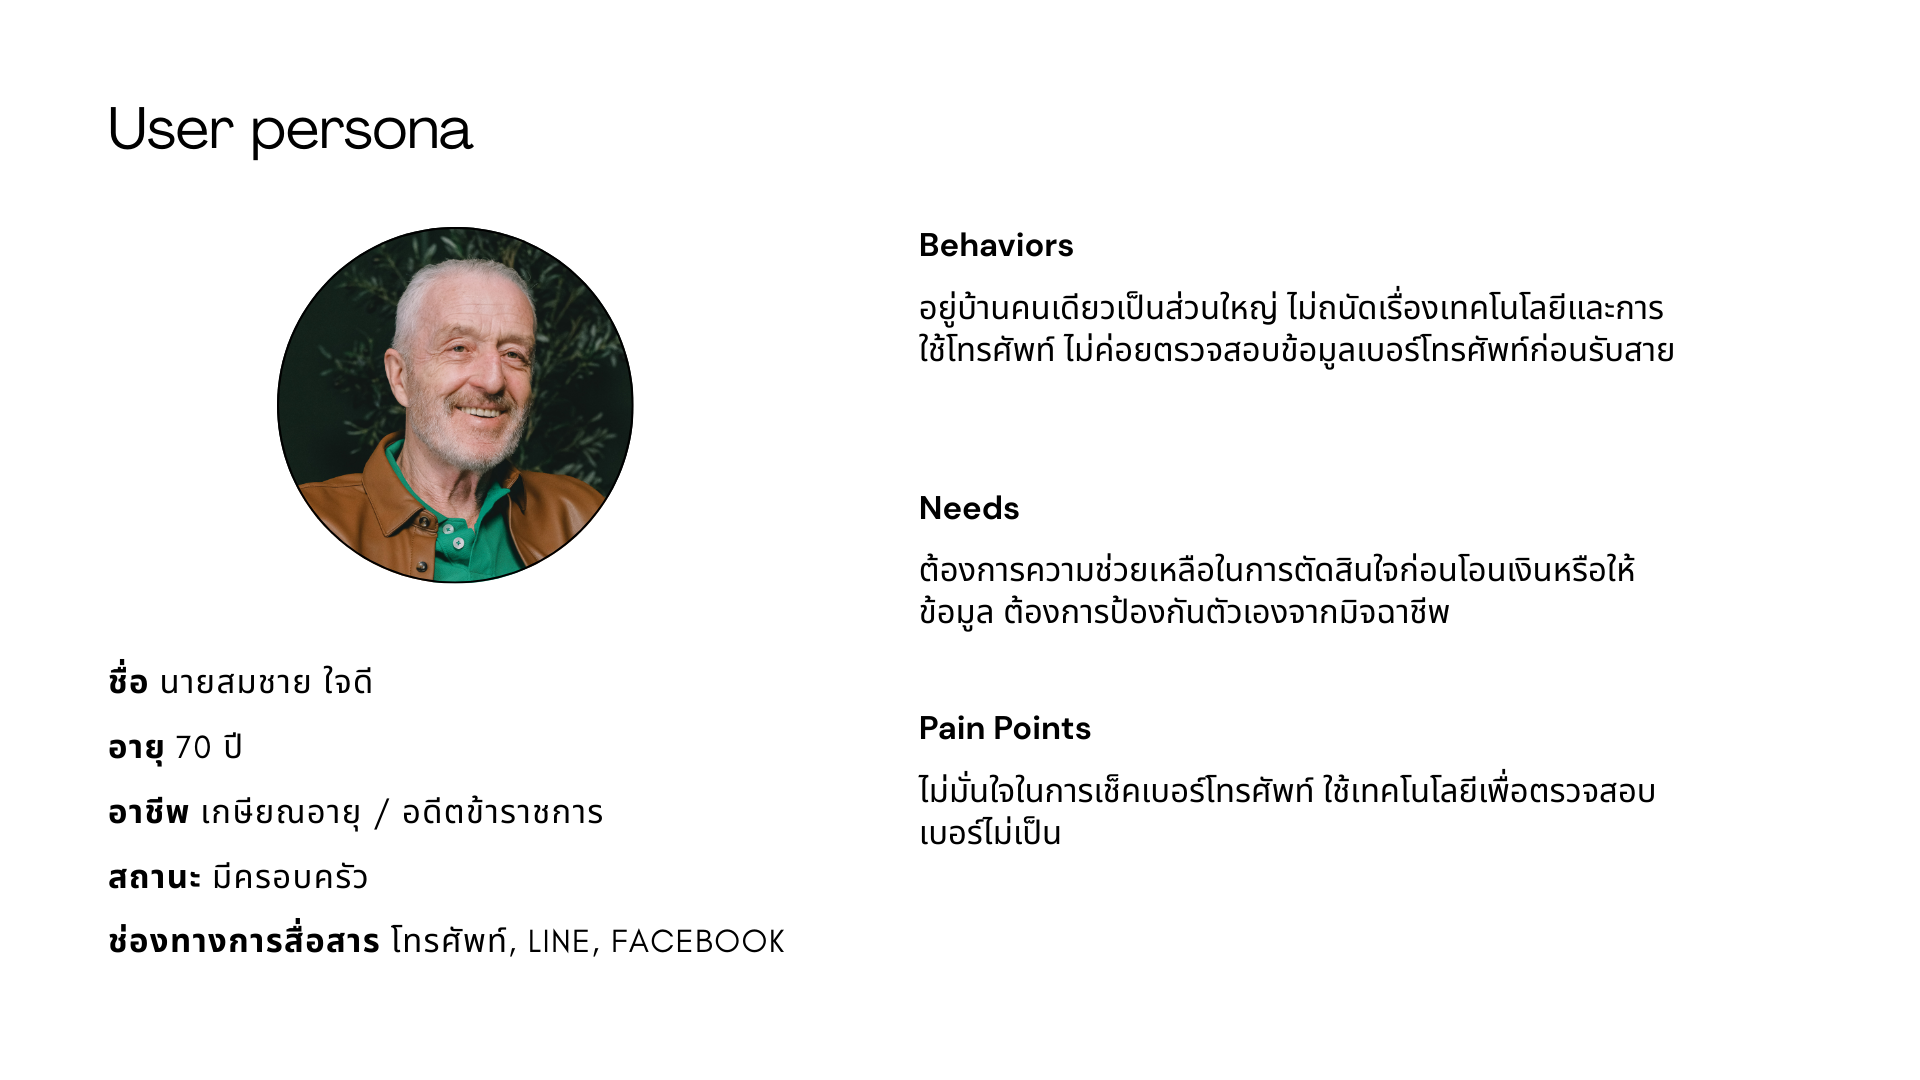 User persona
ชื่อ นายสมชาย ใจดี
อายุ 70 ปี
อาชีพ เกษียณอายุ / อดีตข้าราชการ
สถานะ มีครอบครัว
ช่องทางการสื่อสาร โทรศัพท์, LINE, FACEBOOK
Behaviors
อยู่บ้านคนเดียวเป็นส่วนใหญ่ ไม่ถนัดเรื่องเทคโนโลยีและการ
ใช้โทรศัพท์ ไม่ค่อยตรวจสอบข้อมูลเบอร์โทรศัพท์ก่อนรับสาย
Needs
ต้องการความช่วยเหลือในการตัดสินใจก่อนโอนเงินหรือให้
ข้อมูล ต้องการป้องกันตัวเองจากมิจฉาชีพ
Pain Points
ไม่มั่นใจในการเช็คเบอร์โทรศัพท์ ใช้เทคโนโลยีเพื่อตรวจสอบ
เบอร์ไม่เป็น